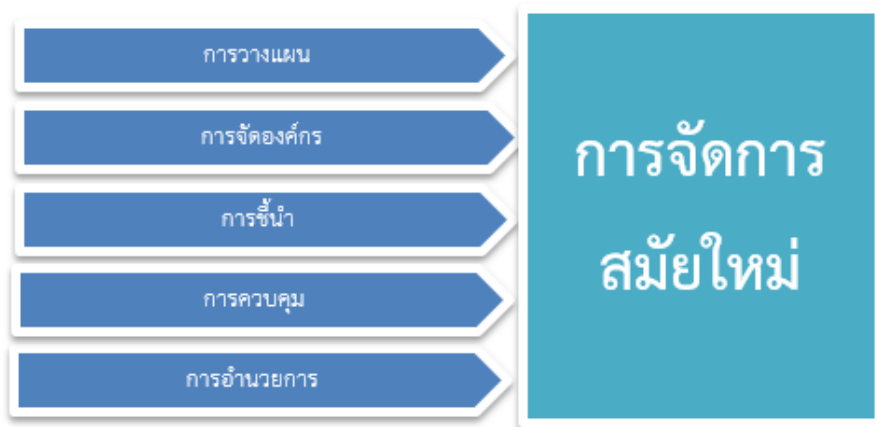 การวางแผน
การจัดองค์กร
การชี้นำ
การควบคุม
การอำนวยการ
การจัดการ
สมัยใหม่